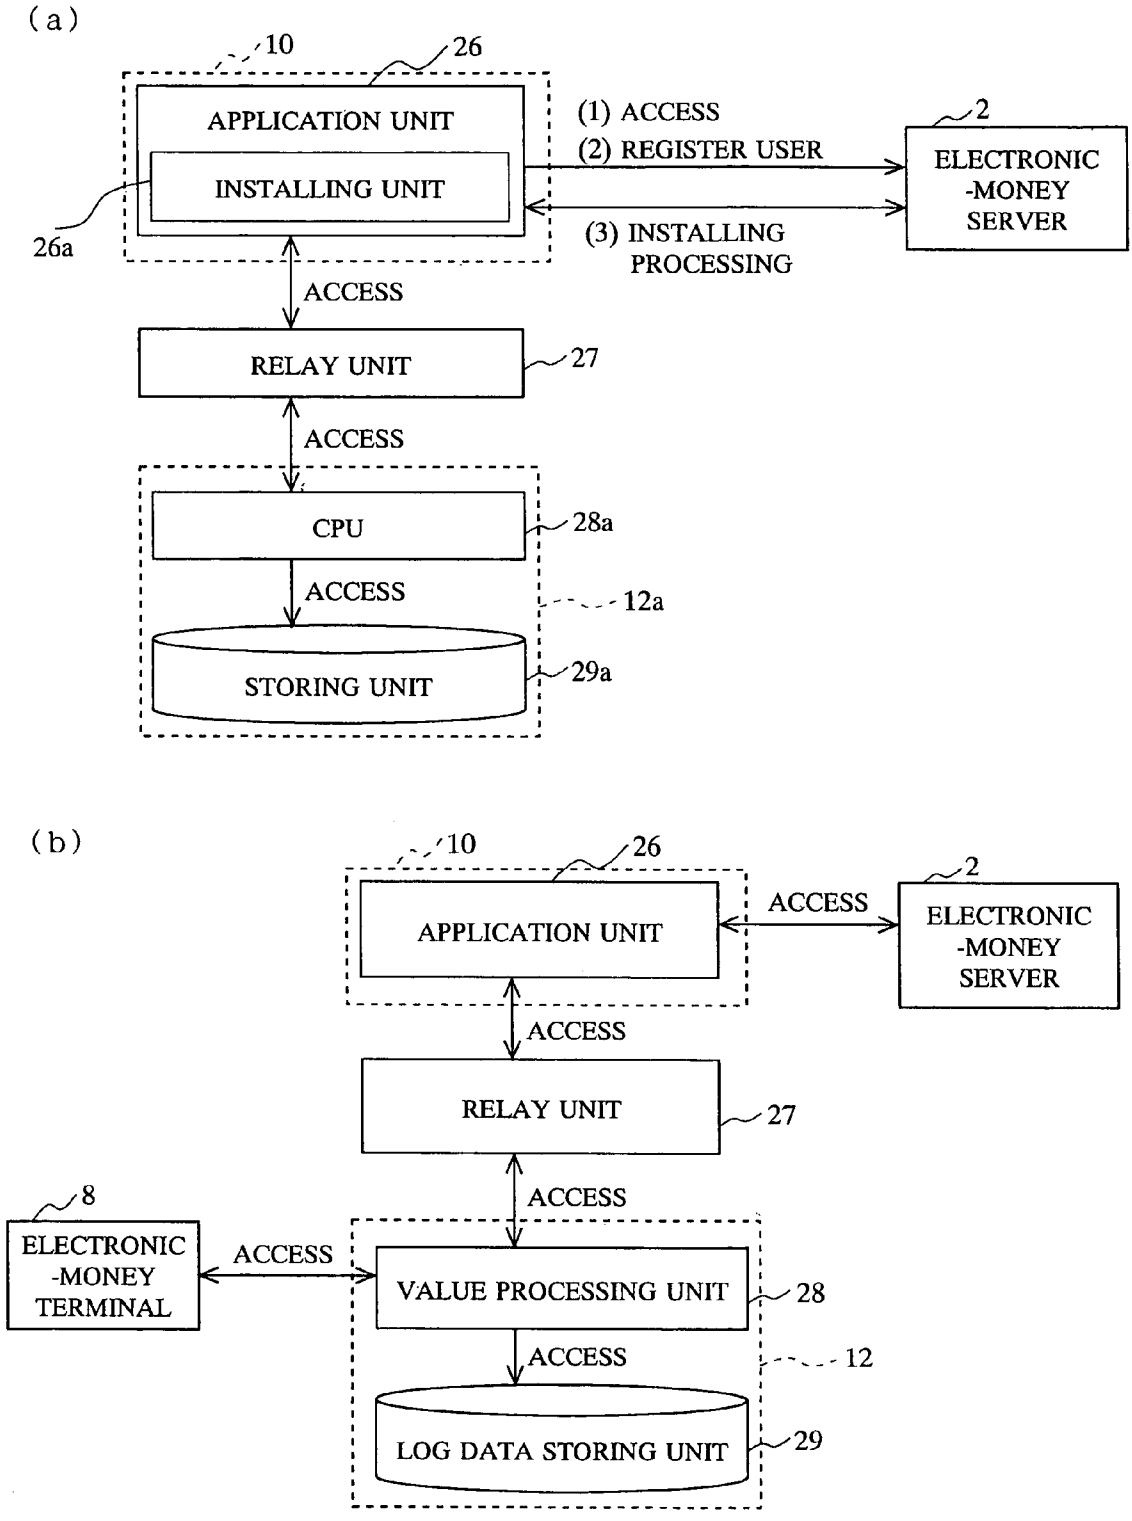 (a)
10
26
APPLICATION UNIT
INSTALLING UNIT
26a
(1) ACCESS
(2) REGISTER USER
(3) INSTALLING
PROCESSING
2
ELECTRONIC
-MONEY
SERVER
ACCESS
RELAY UNIT
27
ACCESS
CPU
28a
ACCESS
12a
STORING UNIT
29a
(b)
10
26
APPLICATION UNIT
ACCESS
2
ELECTRONIC
-MONEY
SERVER
ACCESS
RELAY UNIT
27
ACCESS
8
ELECTRONIC
-MONEY
TERMINAL
ACCESS
VALUE PROCESSING UNIT
28
ACCESS
12
LOG DATA STORING UNIT
29